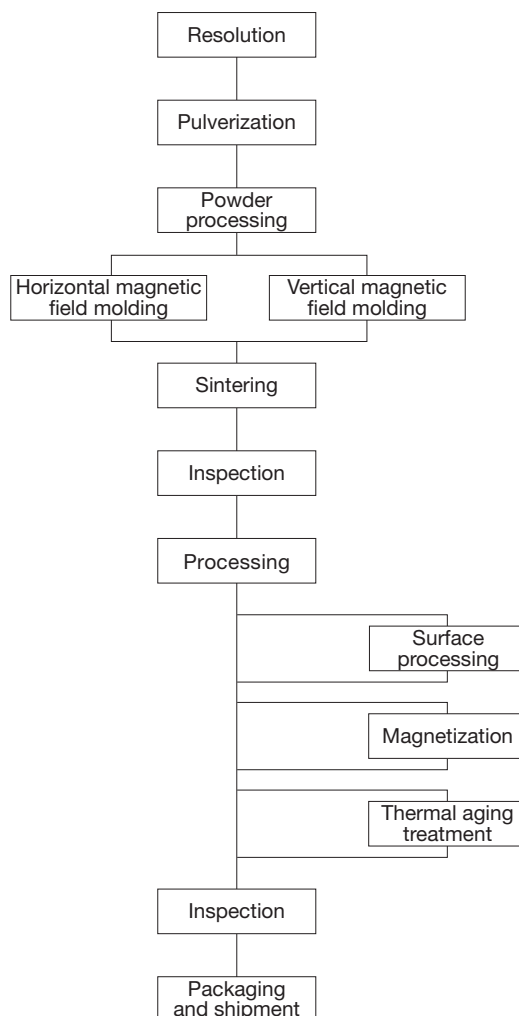 Resolution
Pulverization
Powder
processing
Horizontal magnetic
field molding
Vertical magnetic
field molding
Sintering
Inspection
Processing
Surface
processing
Magnetization
Thermal aging
treatment
Inspection
Packaging
and shipment